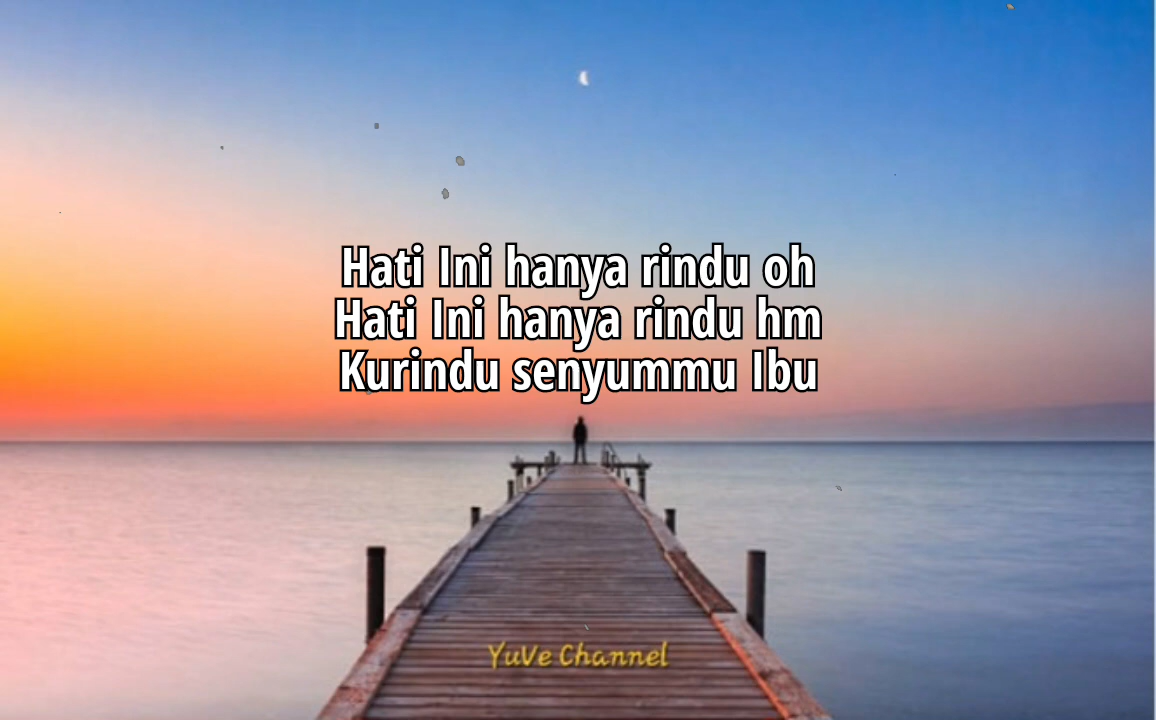 Hati Ini hanya rindu oh
Hati Ini hanya rindu hm
Kurindu senyummu Ibu
YuVe Channel